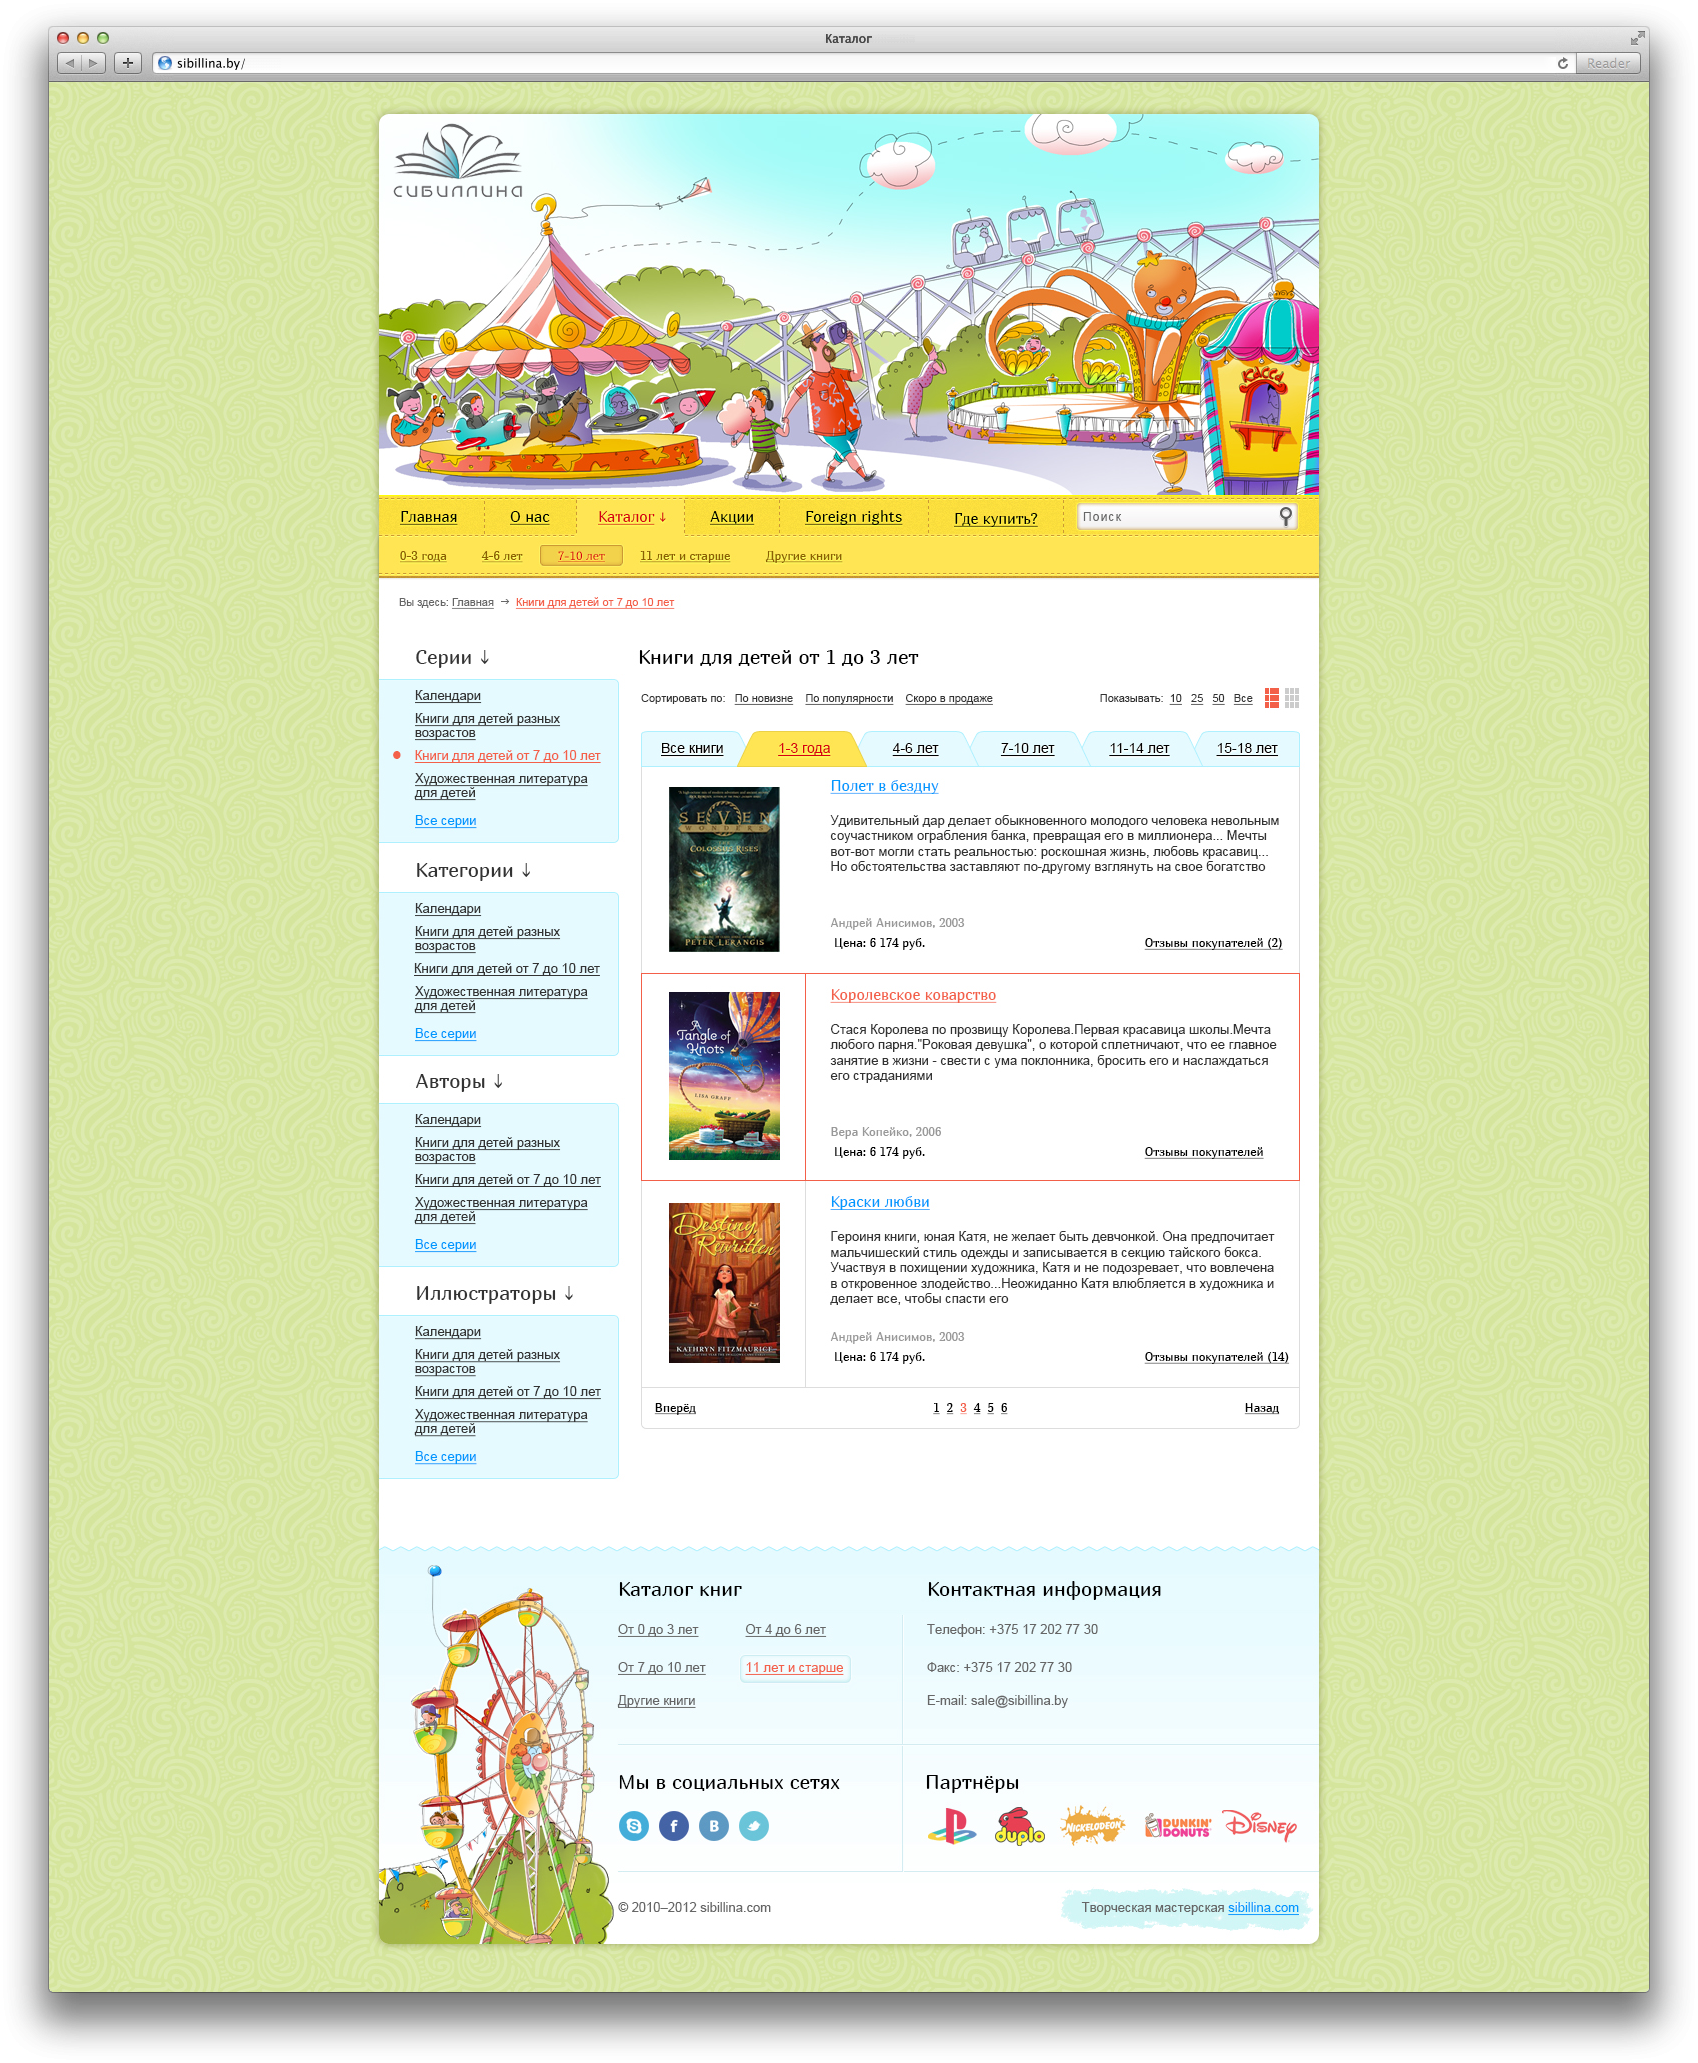 Каталог
sibillina.by/
Reader
сивиллина
КАССА
Главная
О нас
Каталог ↓
Акции
Foreign rights
Где купить?
Поиск
0-3 года
4-6 лет
7-10 лет
11 лет и старше
Другие книги
Вы здесь: Главная → Книги для детей от 7 до 10 лет
Серии ↓
Календари
Книги для детей разных
возрастов
Книги для детей от 7 до 10 лет
Художественная литература
для детей
Все серии
Категории ↓
Календари
Книги для детей разных
возрастов
Книги для детей от 7 до 10 лет
Художественная литература
для детей
Все серии
Авторы ↓
Календари
Книги для детей разных
возрастов
Книги для детей от 7 до 10 лет
Художественная литература
для детей
Все серии
Иллюстраторы ↓
Календари
Книги для детей разных
возрастов
Книги для детей от 7 до 10 лет
Художественная литература
для детей
Все серии
Книги для детей от 1 до 3 лет
Сортировать по: По новизне По популярности Скоро в продаже
Показывать: 10 25 50 Все
Все книги
1-3 года
4-6 лет
7-10 лет
11-14 лет
15-18 лет
SEVEN
WONDERS
THE
COLOSSUS RISES
PETER LERANGIS
Полет в бездну
Удивительный дар делает обыкновенного молодого человека невольным
соучастником ограбления банка, превращая его в миллионера... Мечты
вот-вот могли стать реальностью: роскошная жизнь, любовь красавиц...
Но обстоятельства заставляют по-другому взглянуть на свое богатство
Андрей Анисимов, 2003
Цена: 6 174 руб.
Отзывы покупателей (2)
A
Tangle of
Knots
LISA GRAFF
Королевское коварство
Стася Королева по прозвищу Королева.Первая красавица школы.Мечта
любого парня."Роковая девушка", о которой сплетничают, что ее главное
занятие в жизни - свести с ума поклонника, бросить его и наслаждаться
его страданиями
Вера Копейко, 2006
Цена: 6 174 руб.
Отзывы покупателей
Destiny,
Rewritten
KATHRYN FITZMAURICE
Краски любви
Героиня книги, юная Катя, не желает быть девчонкой. Она предпочитает
мальчишеский стиль одежды и записывается в секцию тайского бокса.
Участвуя в похищении художника, Катя и не подозревает, что вовлечена
в откровенное злодейство...Неожиданно Катя влюбляется в художника и
делает все, чтобы спасти его
Андрей Анисимов, 2003
Цена: 6 174 руб.
Отзывы покупателей (14)
Вперёд
1 2 3 4 5 6
Назад
Каталог книг
От 0 до 3 лет
От 4 до 6 лет
От 7 до 10 лет
11 лет и старше
Другие книги
Контактная информация
Телефон: +375 17 202 77 30
Факс: +375 17 202 77 30
E-mail: sale@sibillina.by
Мы в социальных сетях
Партнёры
duplo
NICKELODEON
DUNKIN'
DONUTS
Disney
© 2010–2012 sibillina.com
Творческая мастерская sibillina.com